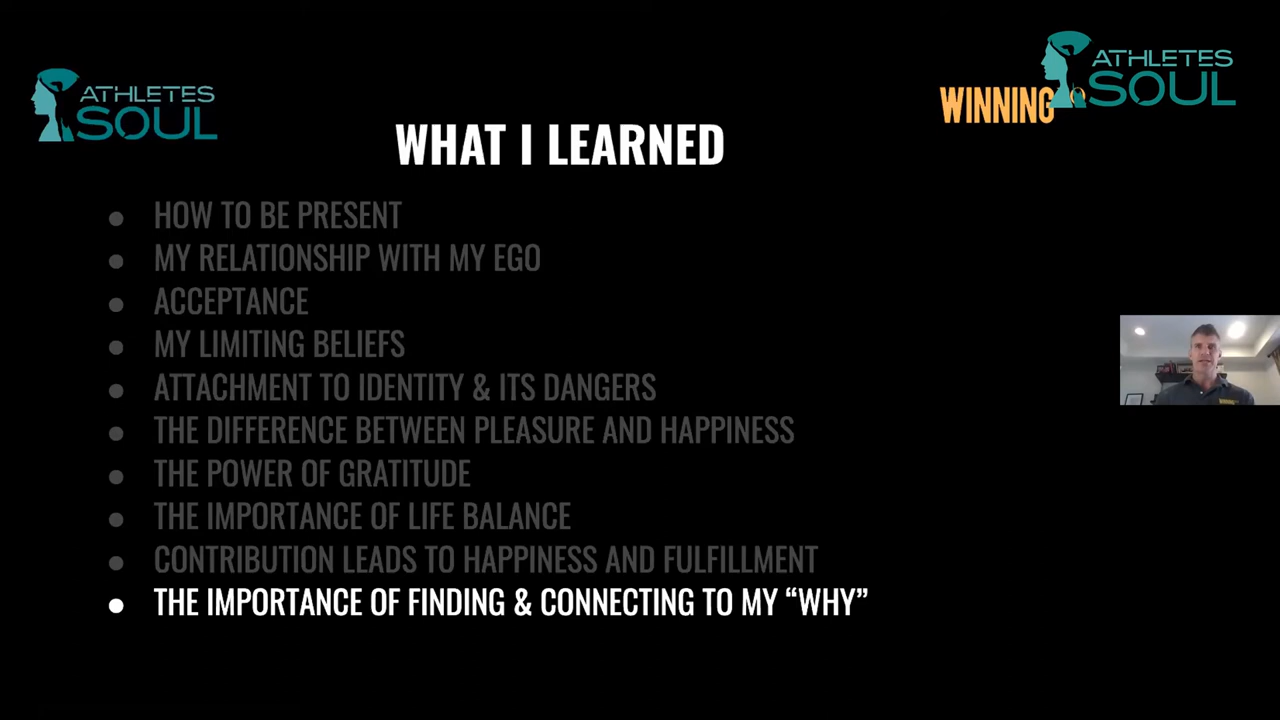 ATHLETES
SOUL
WINNING
ATHLETES
SOUL
WHAT I LEARNED
● HOW TO BE PRESENT
● MY RELATIONSHIP WITH MY EGO
● ACCEPTANCE
● MY LIMITING BELIEFS
● ATTACHMENT TO IDENTITY & ITS DANGERS
● THE DIFFERENCE BETWEEN PLEASURE AND HAPPINESS
● THE POWER OF GRATITUDE
● THE IMPORTANCE OF LIFE BALANCE
● CONTRIBUTION LEADS TO HAPPINESS AND FULFILLMENT
● THE IMPORTANCE OF FINDING & CONNECTING TO MY “WHY”